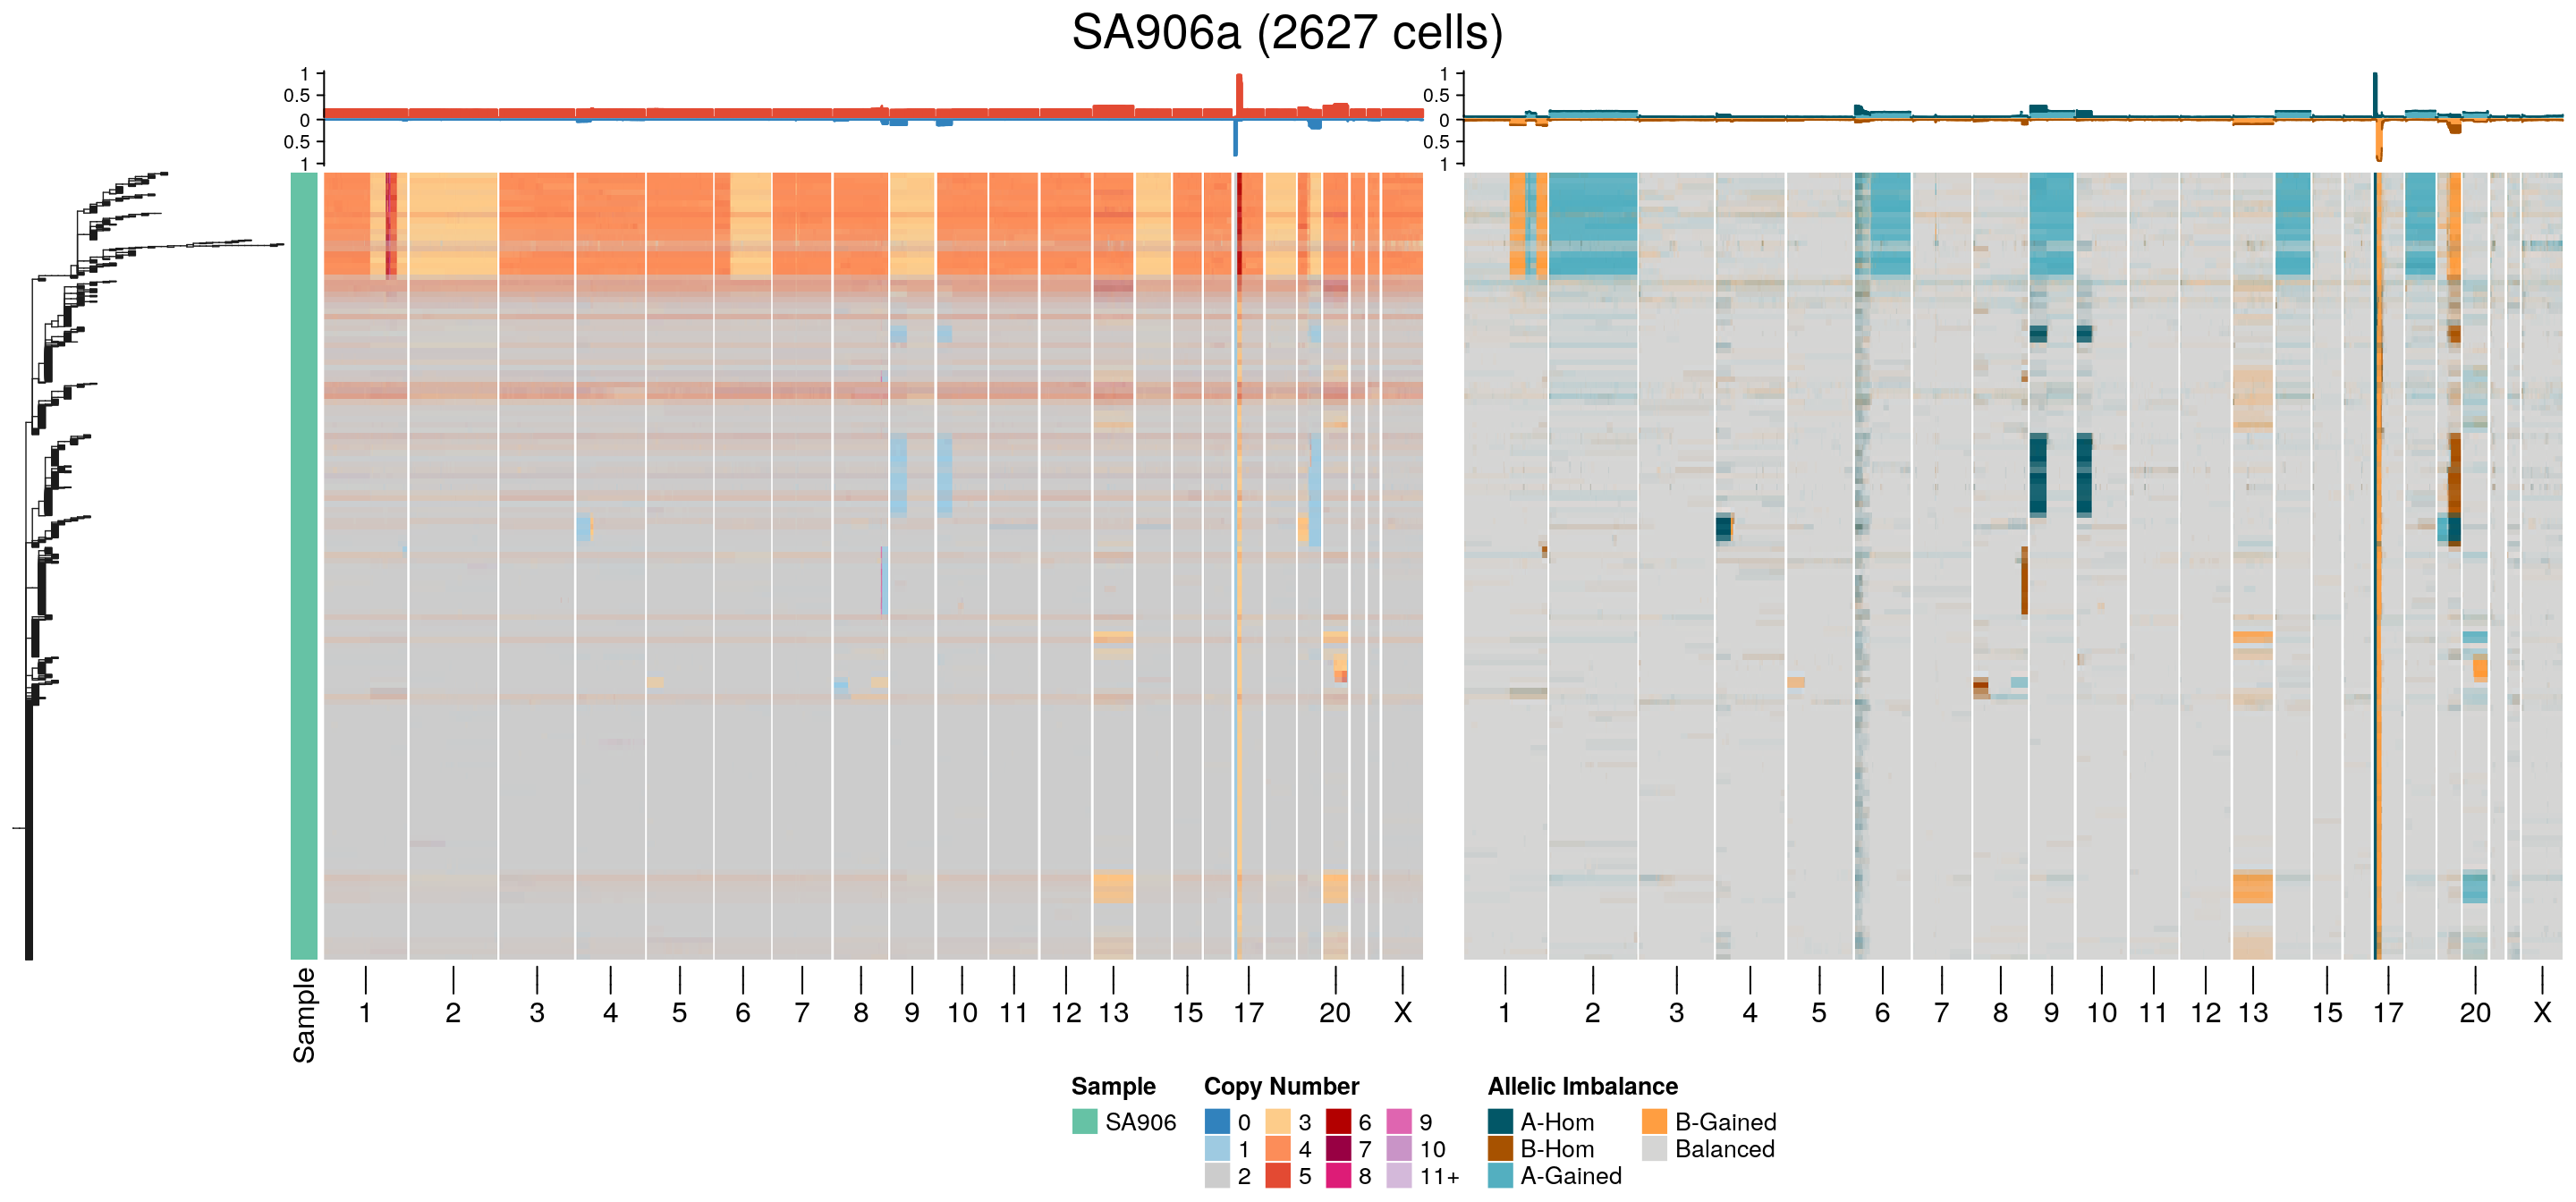 SA906a (2627 cells)
1 1
0.5 0.5
0 0
0.5 0.5
1 1
Sample 1 2 3 4 5 6 7 8 9 10 11 12 13 15 17 20 X 1 2 3 4 5 6 7 8 9 10 11 12 13 15 17 20 X
Sample Copy Number Allelic Imbalance
SA906 0 3 6 9 A-Hom B-Gained
1 4 7 10 B-Hom Balanced
2 5 8 11+ A-Gained